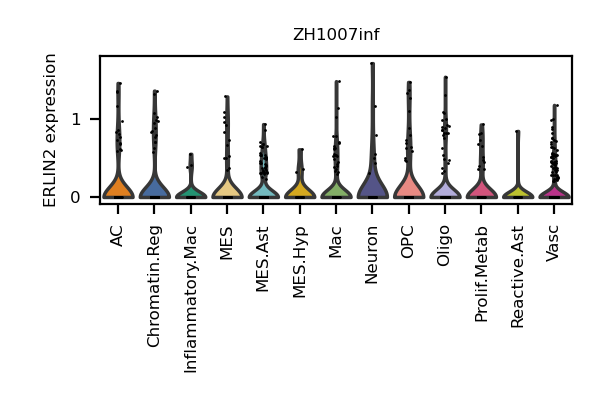 ZH1007inf
ERLIN2 expression
1
0
AC
Chromatin.Reg
Inflammatory.Mac
MES
MES.Ast
MES.Hyp
Mac
Neuron
OPC
Oligo
Prolif.Metab
Reactive.Ast
Vasc